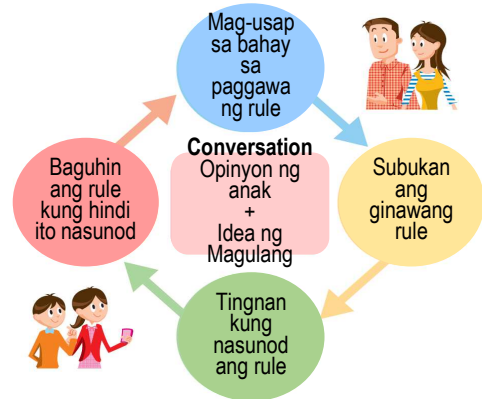 Mag-usap
sa bahay
sa
paggawa
ng rule
Conversation
Opinyon ng
anak
+
Idea ng
Magulang
Subukan
ang
ginawang
rule
Tingnan
kung
nasunod
ang rule
Baguhin
ang rule
kung hindi
ito nasunod